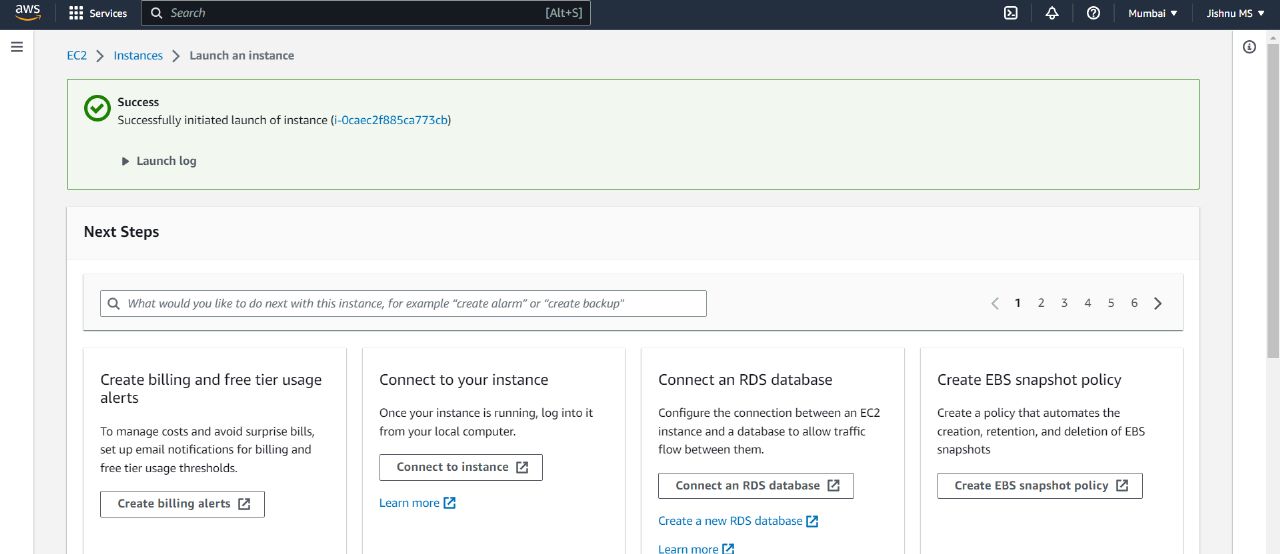 aws Services Search [Alt+S] Mumbai Jishnu MS
EC2 Instances Launch an instance
Success
Successfully initiated launch of instance (i-0caec2f885ca773cb)
Launch log
Next Steps
What would you like to do next with this instance, for example “create alarm” or “create backup”
1 2 3 4 5 6
Create billing and free tier usage
alerts
To manage costs and avoid surprise bills,
set up email notifications for billing and
free tier usage thresholds.
Create billing alerts
Connect to your instance
Once your instance is running, log into it
from your local computer.
Connect to instance
Learn more
Connect an RDS database
Configure the connection between an EC2
instance and a database to allow traffic
flow between them.
Connect an RDS database
Create a new RDS database
Learn more
Create EBS snapshot policy
Create a policy that automates the
creation, retention, and deletion of EBS
snapshots
Create EBS snapshot policy